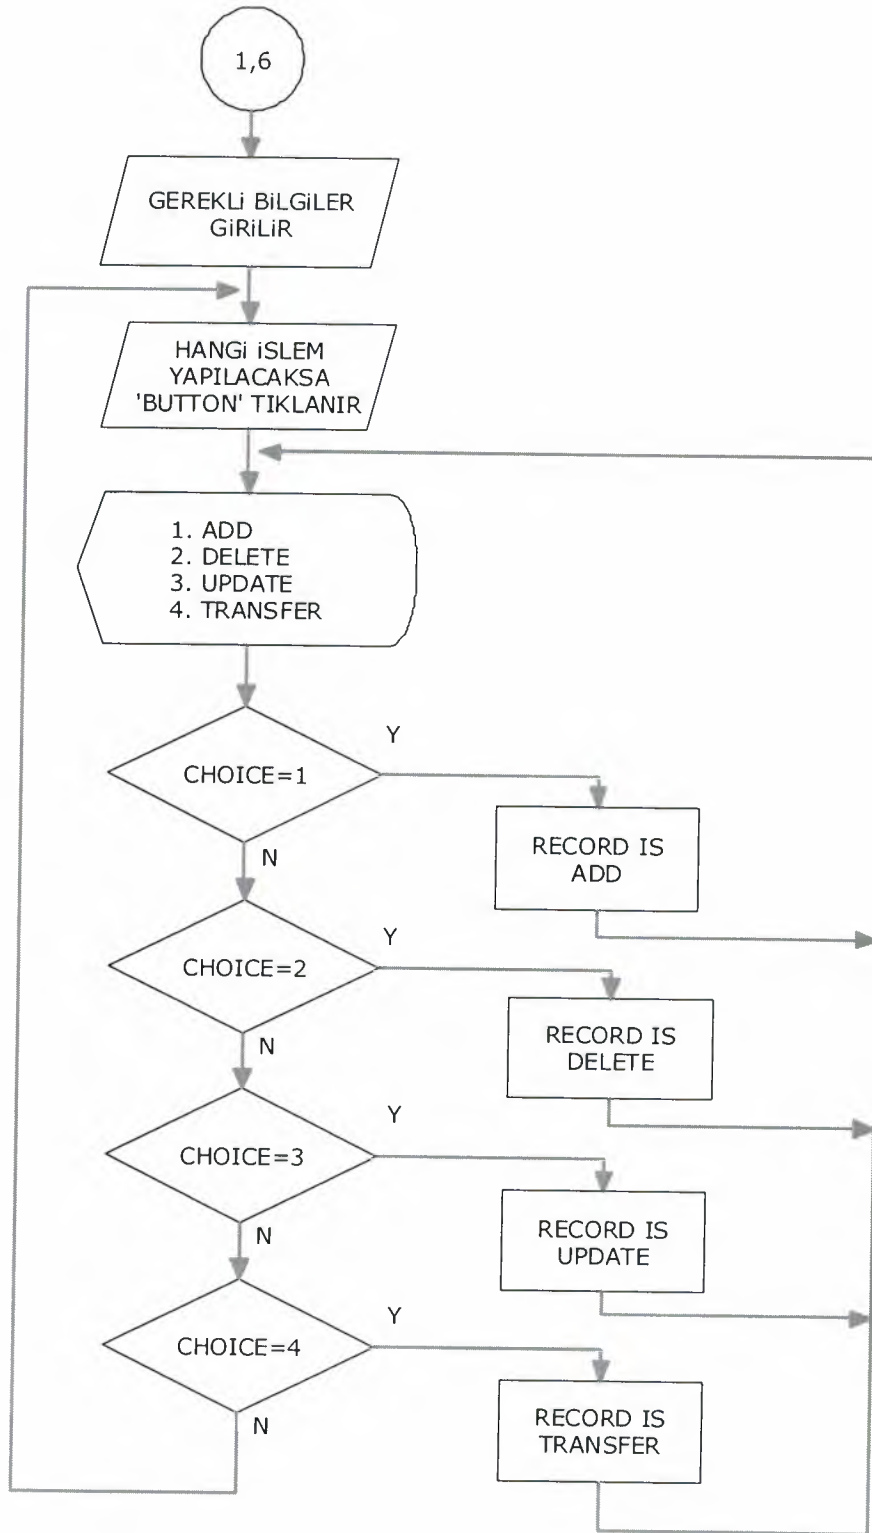 1,6
GEREKLi BiLGiLER
GiRiLiR
HANGi iSLEM
YAPILACAKSA
'BUTTON' TIKLANIR
1. ADD
2. DELETE
3. UPDATE
4. TRANSFER
Y
CHOICE=1
N
RECORD IS
ADD
Y
CHOICE=2
N
RECORD IS
DELETE
Y
CHOICE=3
N
RECORD IS
UPDATE
Y
CHOICE=4
N
RECORD IS
TRANSFER